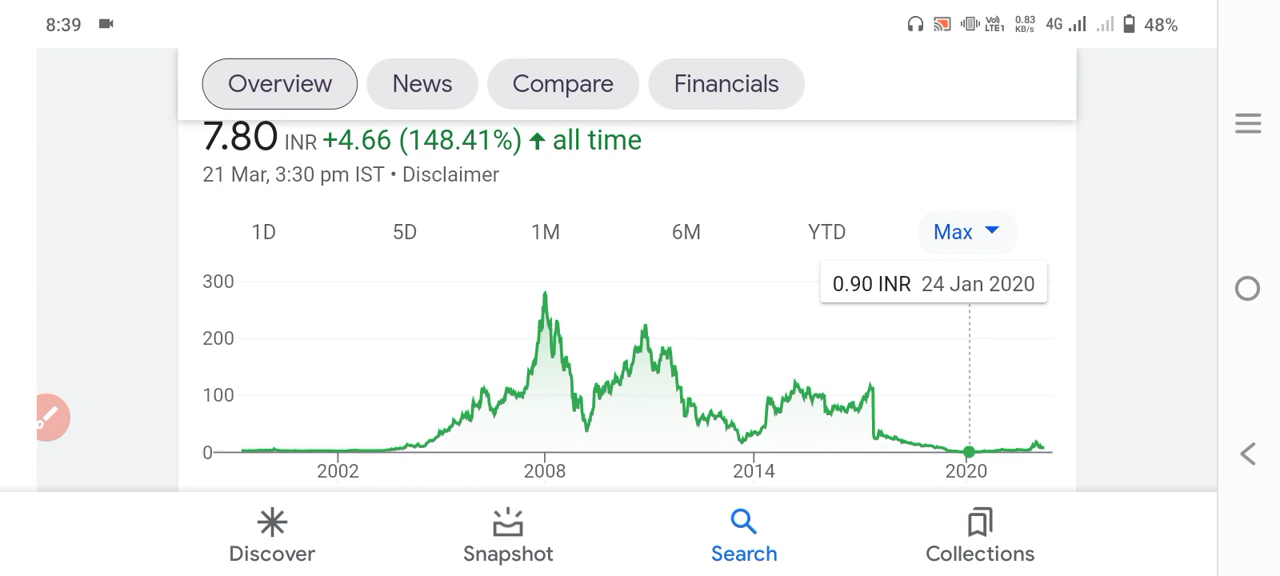 8:39
Vo)) LTE1 0.83 KB/s 4G 48%
Overview News Compare Financials
7.80 INR +4.66 (148.41%) ↑ all time
21 Mar, 3:30 pm IST • Disclaimer
1D 5D 1M 6M YTD Max
0.90 INR 24 Jan 2020
300
200
100
0
2002 2008 2014 2020
Discover Snapshot Search Collections